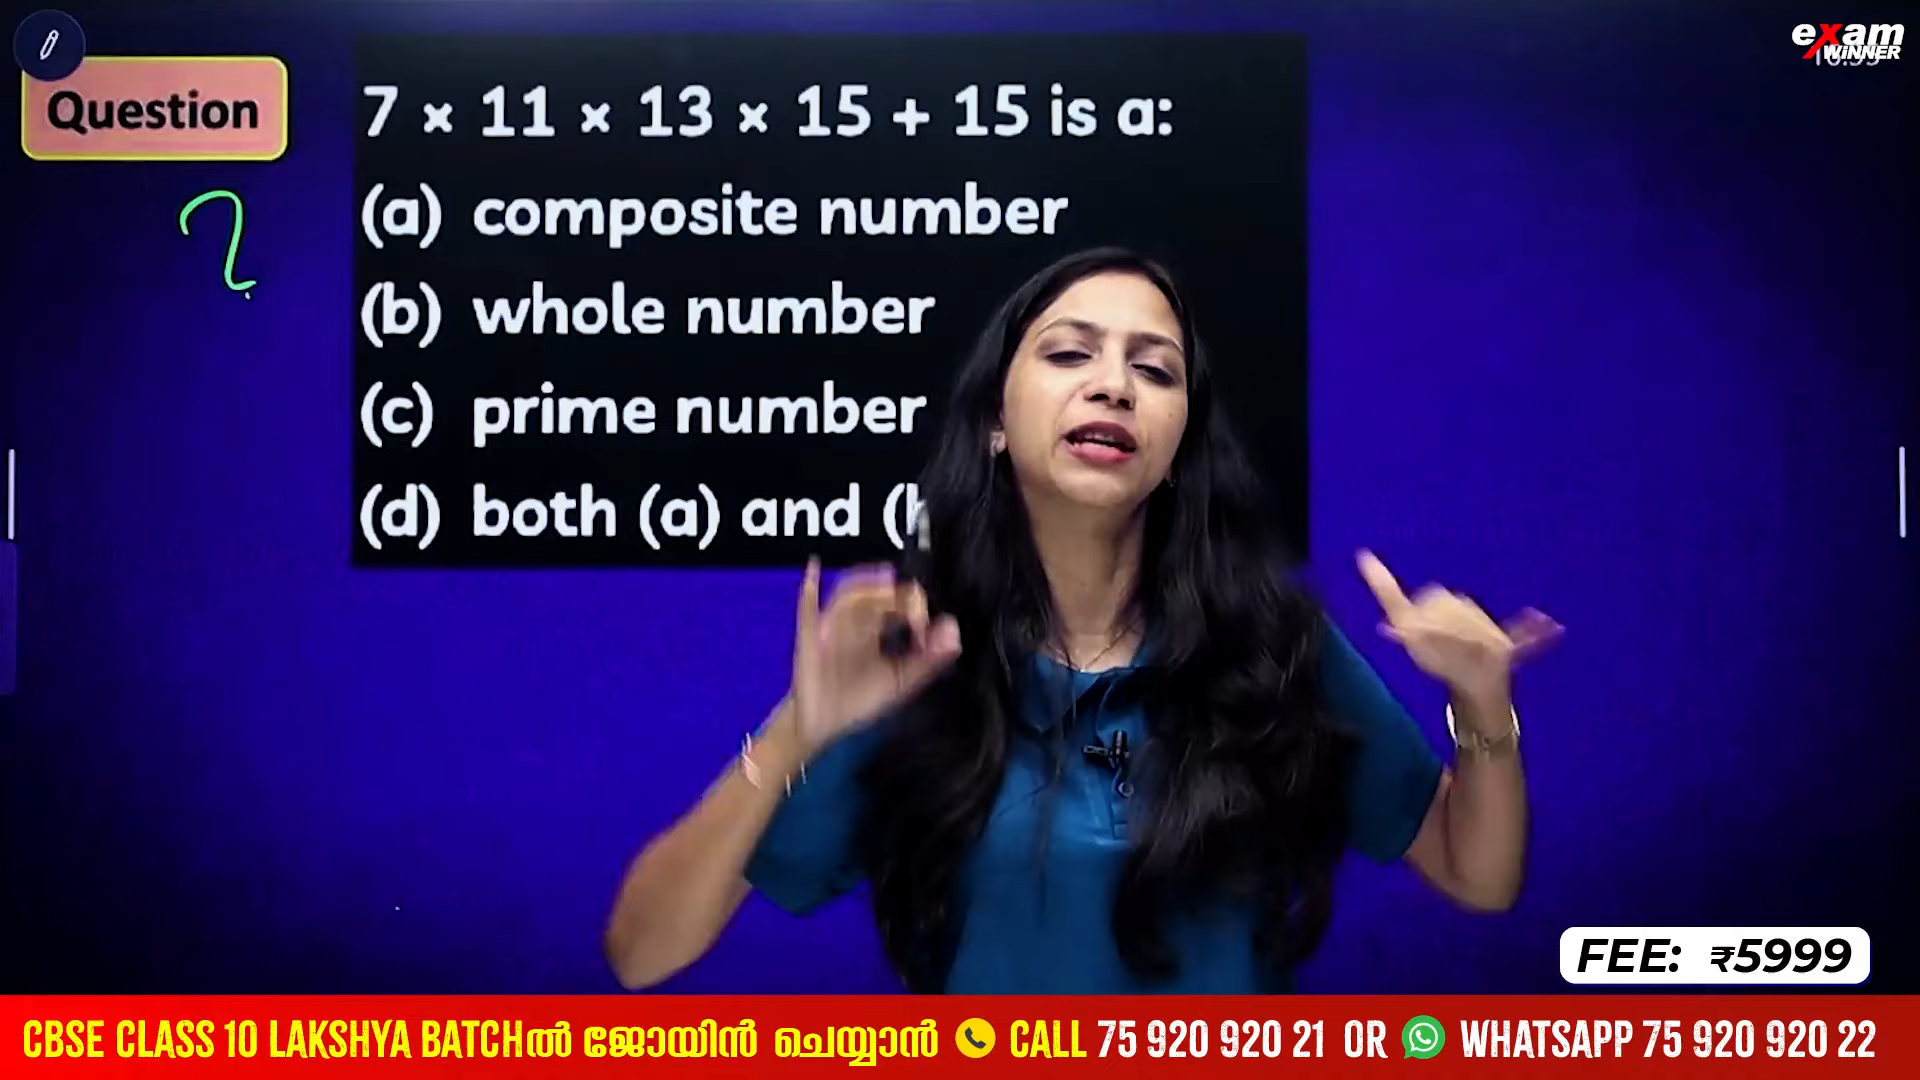 exam
WiNNER
Question
7 × 11 × 13 × 15 + 15 is a:
(a) composite number
(b) whole number
(c) prime number
(d) both (a) and
?
FEE: ₹5999
CBSE CLASS 10 LAKSHYA BATCHൽ ജോയിൻ ചെയ്യാൻ CALL 75 920 920 21 OR WHATSAPP 75 920 920 22